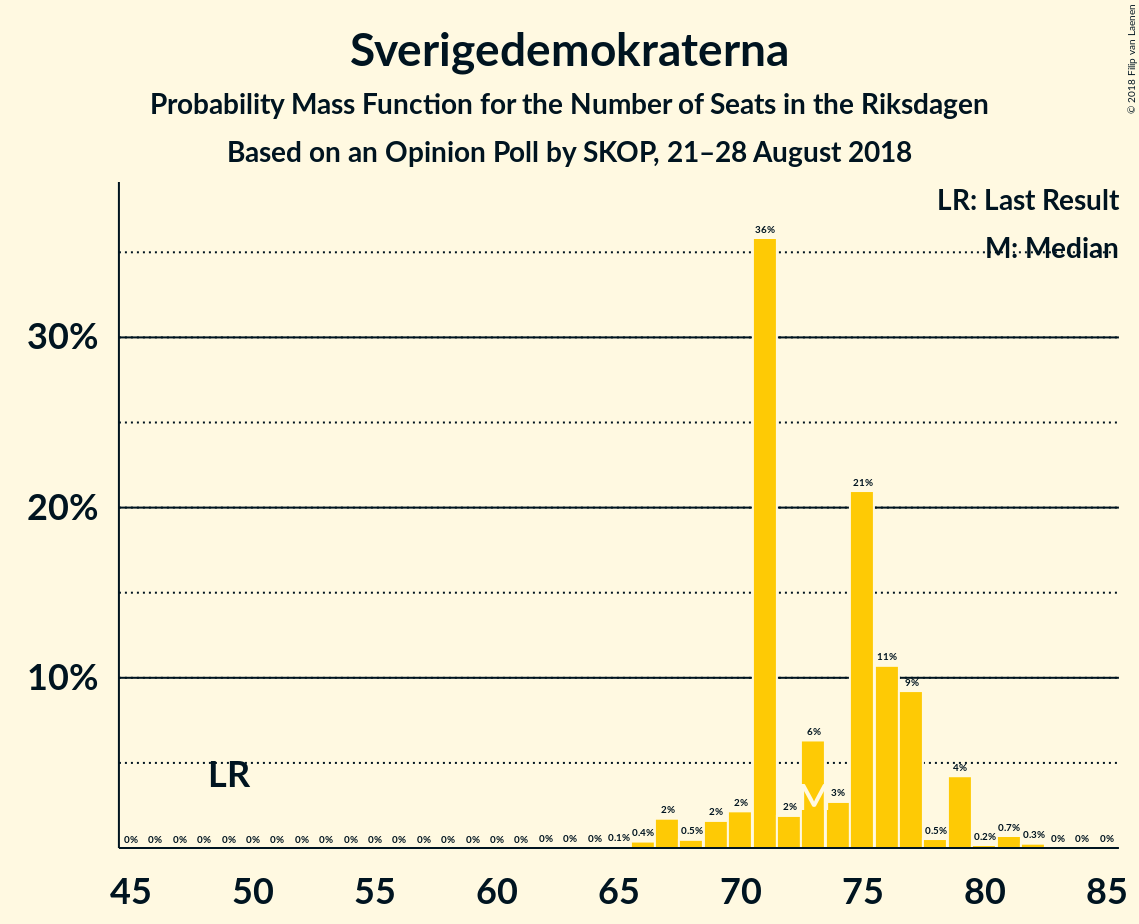 Sverigedemokraterna
Probability Mass Function for the Number of Seats in the Riksdagen
Based on an Opinion Poll by SKOP, 21–28 August 2018
© 2018 Filip van Laenen
LR: Last Result
M: Median
30%
20%
10%
LR
M
0% 0% 0% 0% 0% 0% 0% 0% 0% 0% 0% 0% 0% 0% 0% 0% 0% 0% 0% 0% 0.1% 0.4% 2% 0.5% 2% 2% 36% 2% 6% 3% 21% 11% 9% 0.5% 4% 0.2% 0.7% 0.3% 0% 0% 0%
45 50 55 60 65 70 75 80 85